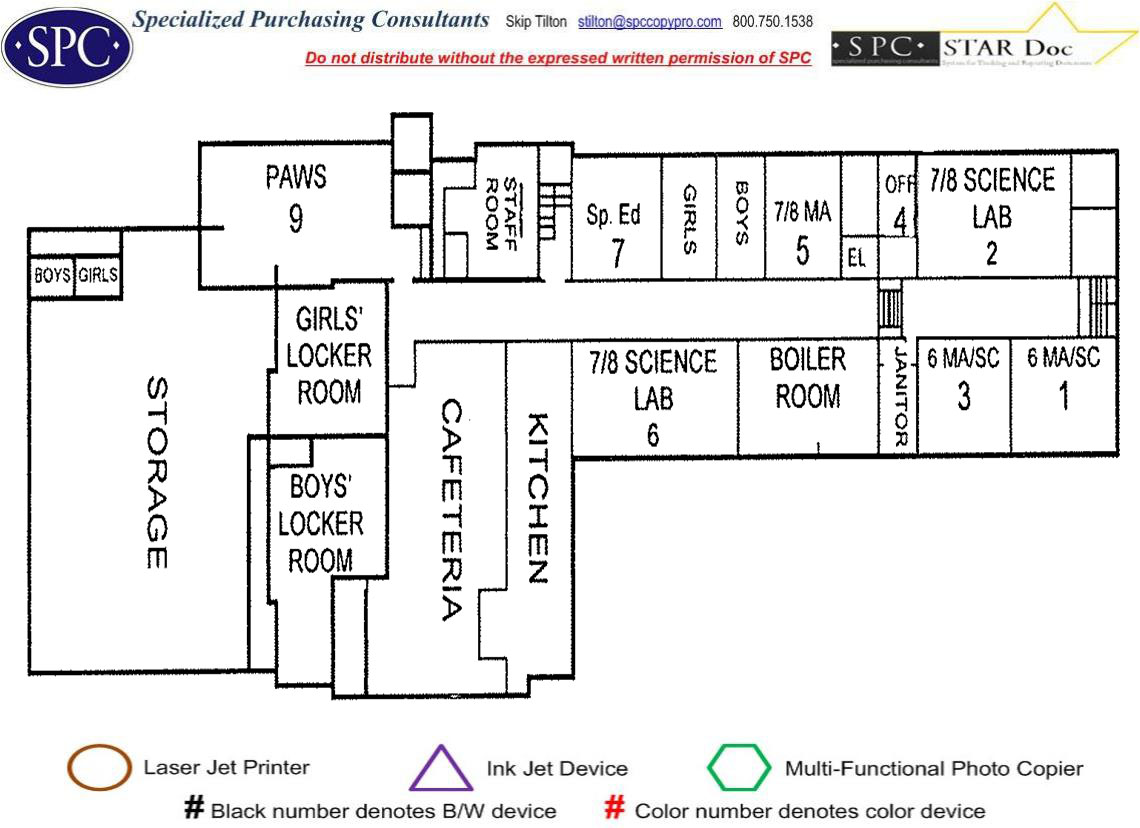 Specialized Purchasing Consultants Skip Tilton stilton@spccopypro.com 800.750.1538
·SPC·
Do not distribute without the expressed written permission of SPC
·SPC· STAR Doc
specialized purchasing consultants System for Tracking and Reporting Documents
PAWS
9
STAFF
ROOM
Sp. Ed
7
GIRLS
BOYS
7/8 MA
5
EL
OFF
4
7/8 SCIENCE
LAB
2
BOYS GIRLS
GIRLS'
LOCKER
ROOM
STORAGE
BOYS'
LOCKER
ROOM
CAFETERIA
KITCHEN
7/8 SCIENCE
LAB
6
BOILER
ROOM
JANITOR
6 MA/SC
3
6 MA/SC
1
Laser Jet Printer
Ink Jet Device
Multi-Functional Photo Copier
# Black number denotes B/W device
# Color number denotes color device